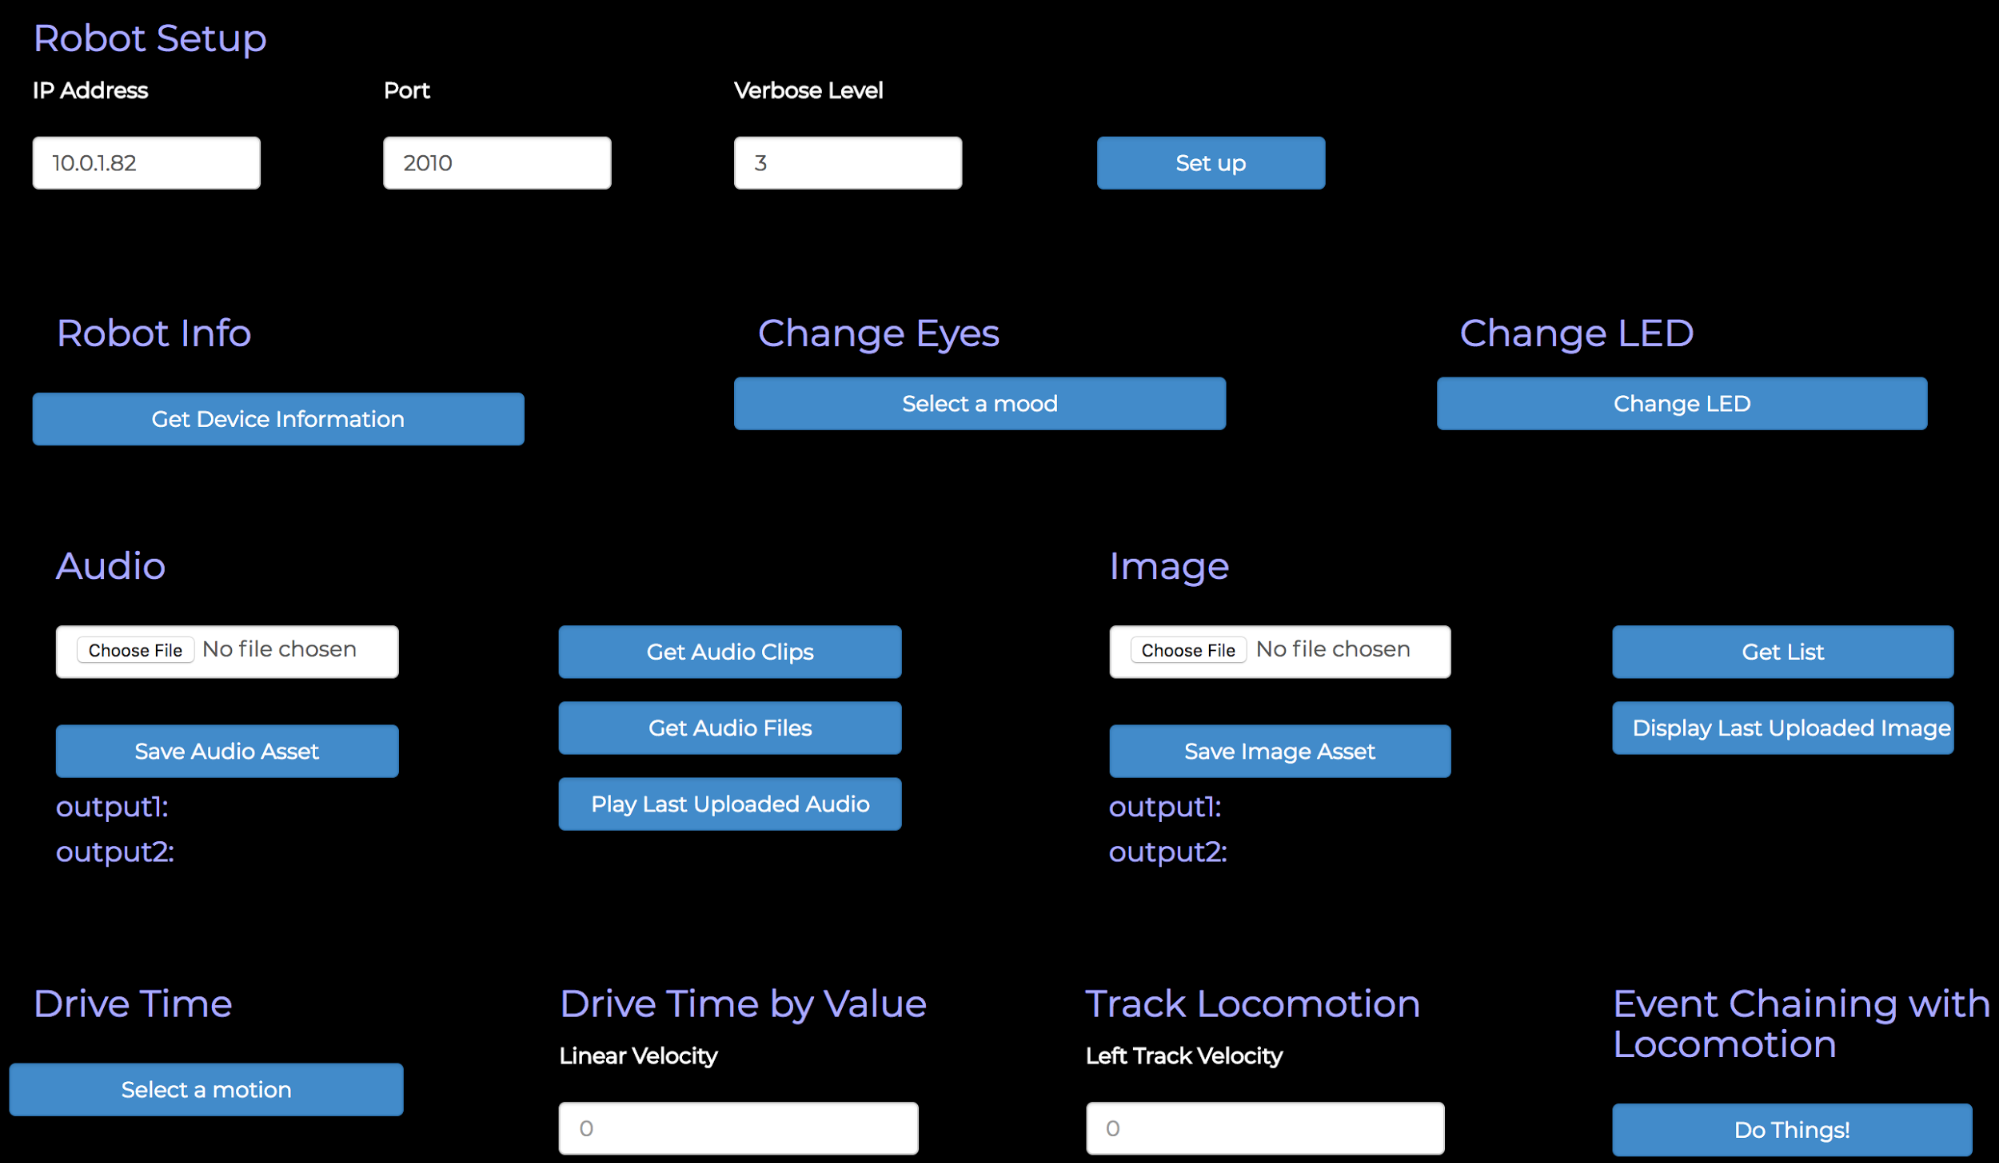 Robot Setup
IP Address
Port
Verbose Level
10.0.1.82
2010
3
Set up
Robot Info
Change Eyes
Change LED
Get Device Information
Select a mood
Change LED
Audio
Image
Choose File No file chosen
Get Audio Clips
Choose File No file chosen
Get List
Get Audio Files
Display Last Uploaded Image
Save Audio Asset
Save Image Asset
Play Last Uploaded Audio
output1:
output1:
output2:
output2:
Drive Time
Drive Time by Value
Track Locomotion
Event Chaining with
Locomotion
Linear Velocity
Left Track Velocity
Select a motion
0
0
Do Things!